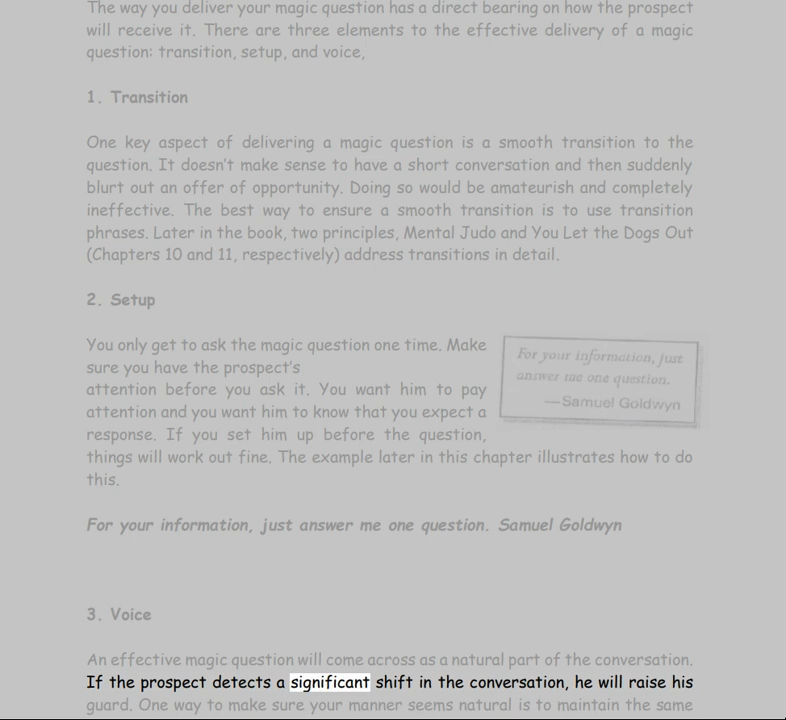 The way you deliver your magic question has a direct bearing on how the prospect
will receive it. There are three elements to the effective delivery of a magic
question: transition, setup, and voice,
1. Transition
One key aspect of delivering a magic question is a smooth transition to the
question. It doesn't make sense to have a short conversation and then suddenly
blurt out an offer of opportunity. Doing so would be amateurish and completely
ineffective. The best way to ensure a smooth transition is to use transition
phrases. Later in the book, two principles, Mental Judo and You Let the Dogs Out
(Chapters 10 and 11, respectively) address transitions in detail.
2. Setup
You only get to ask the magic question one time. Make
sure you have the prospect's
attention before you ask it. You want him to pay
attention and you want him to know that you expect a
response. If you set him up before the question,
things will work out fine. The example later in this chapter illustrates how to do
this.
For your information, just
answer me one question.
—Samuel Goldwyn
For your information, just answer me one question. Samuel Goldwyn
3. Voice
An effective magic question will come across as a natural part of the conversation.
If the prospect detects a significant shift in the conversation, he will raise his
guard. One way to make sure your manner seems natural is to maintain the same